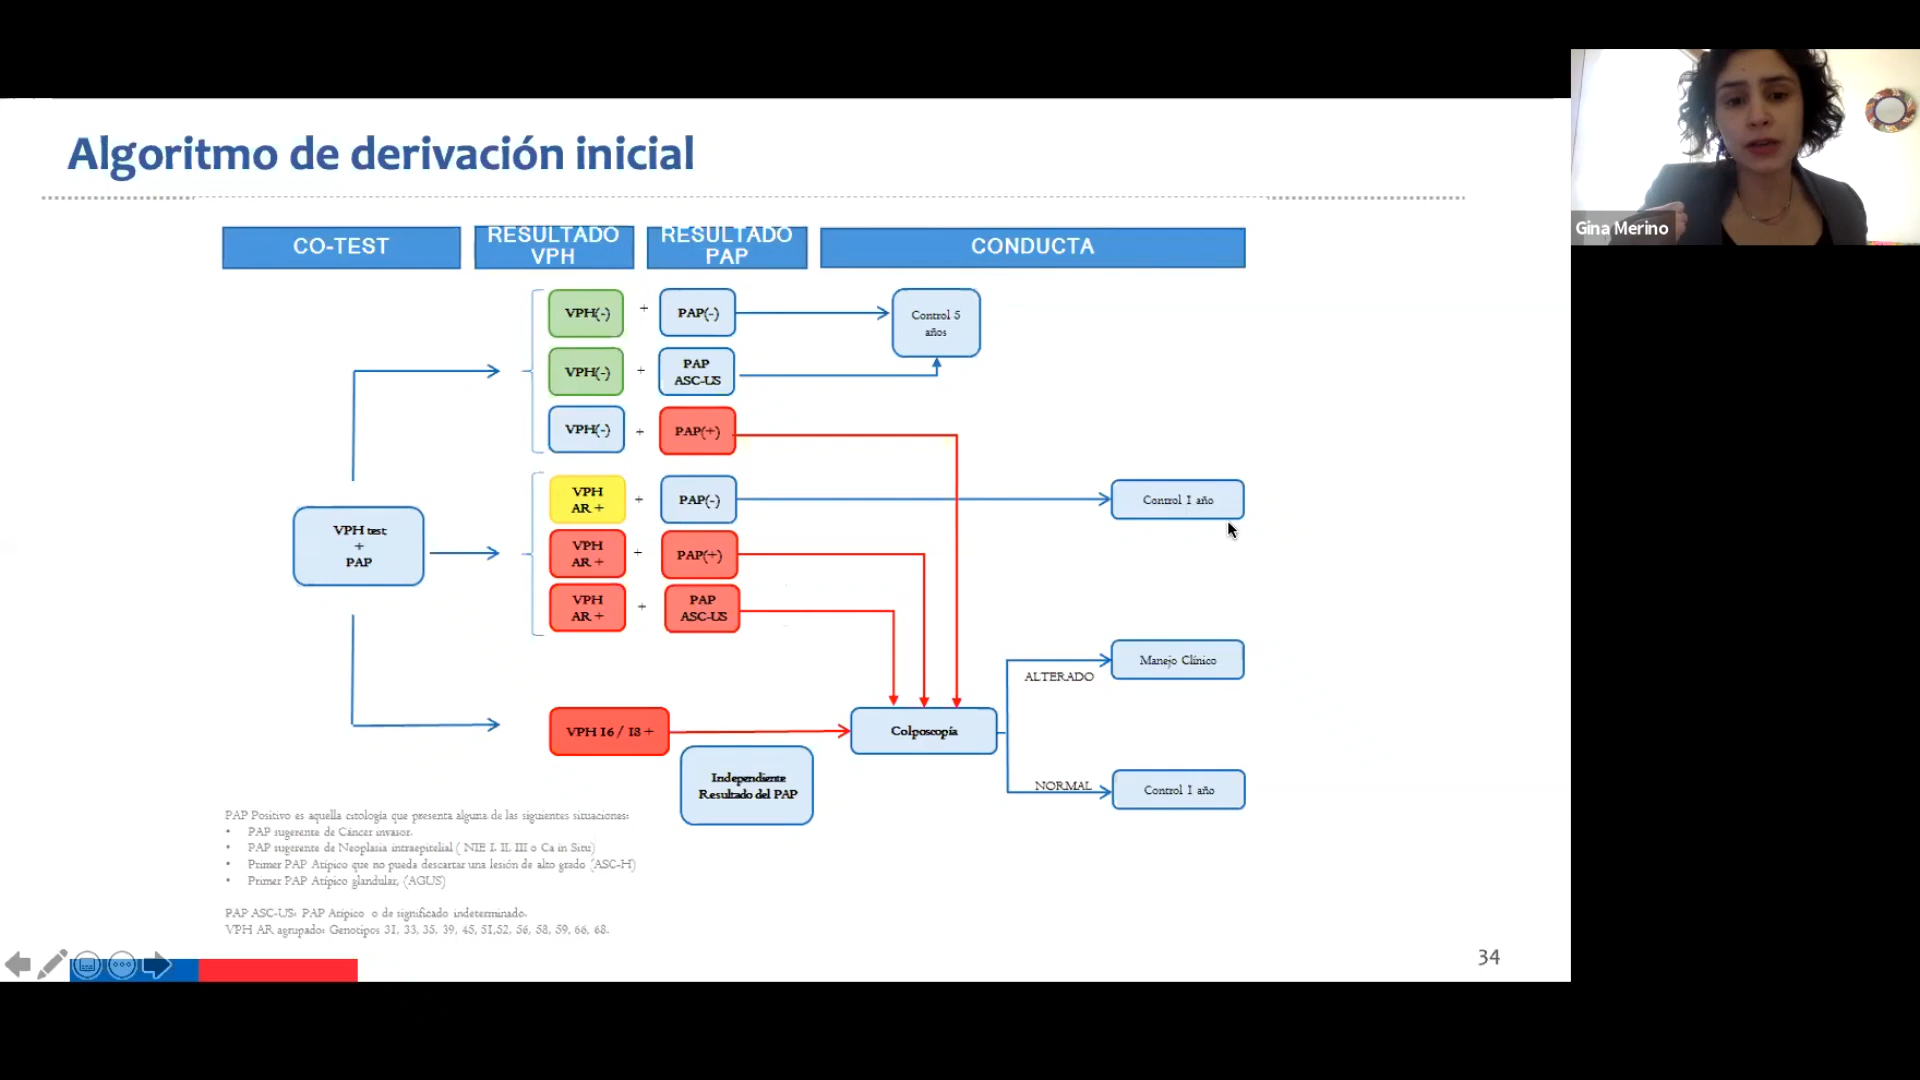 Algoritmo de derivación inicial
Gina Merino
CO-TEST
RESULTADO
VPH
RESULTADO
PAP
CONDUCTA
VPH(-)
+
PAP(-)
Control 5
años
VPH(-)
+
PAP
ASC-US
VPH(-)
+
PAP(+)
VPH
AR +
+
PAP(-)
Control 1 año
VPH test
+
PAP
VPH
AR +
+
PAP(+)
VPH
AR +
+
PAP
ASC-US
ALTERADO
Manejo Clínico
VPH 16 / 18 +
Colposcopía
Independiente
Resultado del PAP
NORMAL
Control 1 año
PAP Positivo es aquella citología que presenta alguna de las siguientes situaciones:
• PAP sugerente de Cáncer invasor.
• PAP sugerente de Neoplasia intraepitelial ( NIE I. II. III o Ca in Situ)
• Primer PAP Atípico que no pueda descartar una lesión de alto grado (ASC-H)
• Primer PAP Atípico glandular, (AGUS)
PAP ASC-US: PAP Atípico o de significado indeterminado.
VPH AR agrupado: Genotipos 31, 33, 35, 39, 45, 51,52, 56, 58, 59, 66, 68.
34